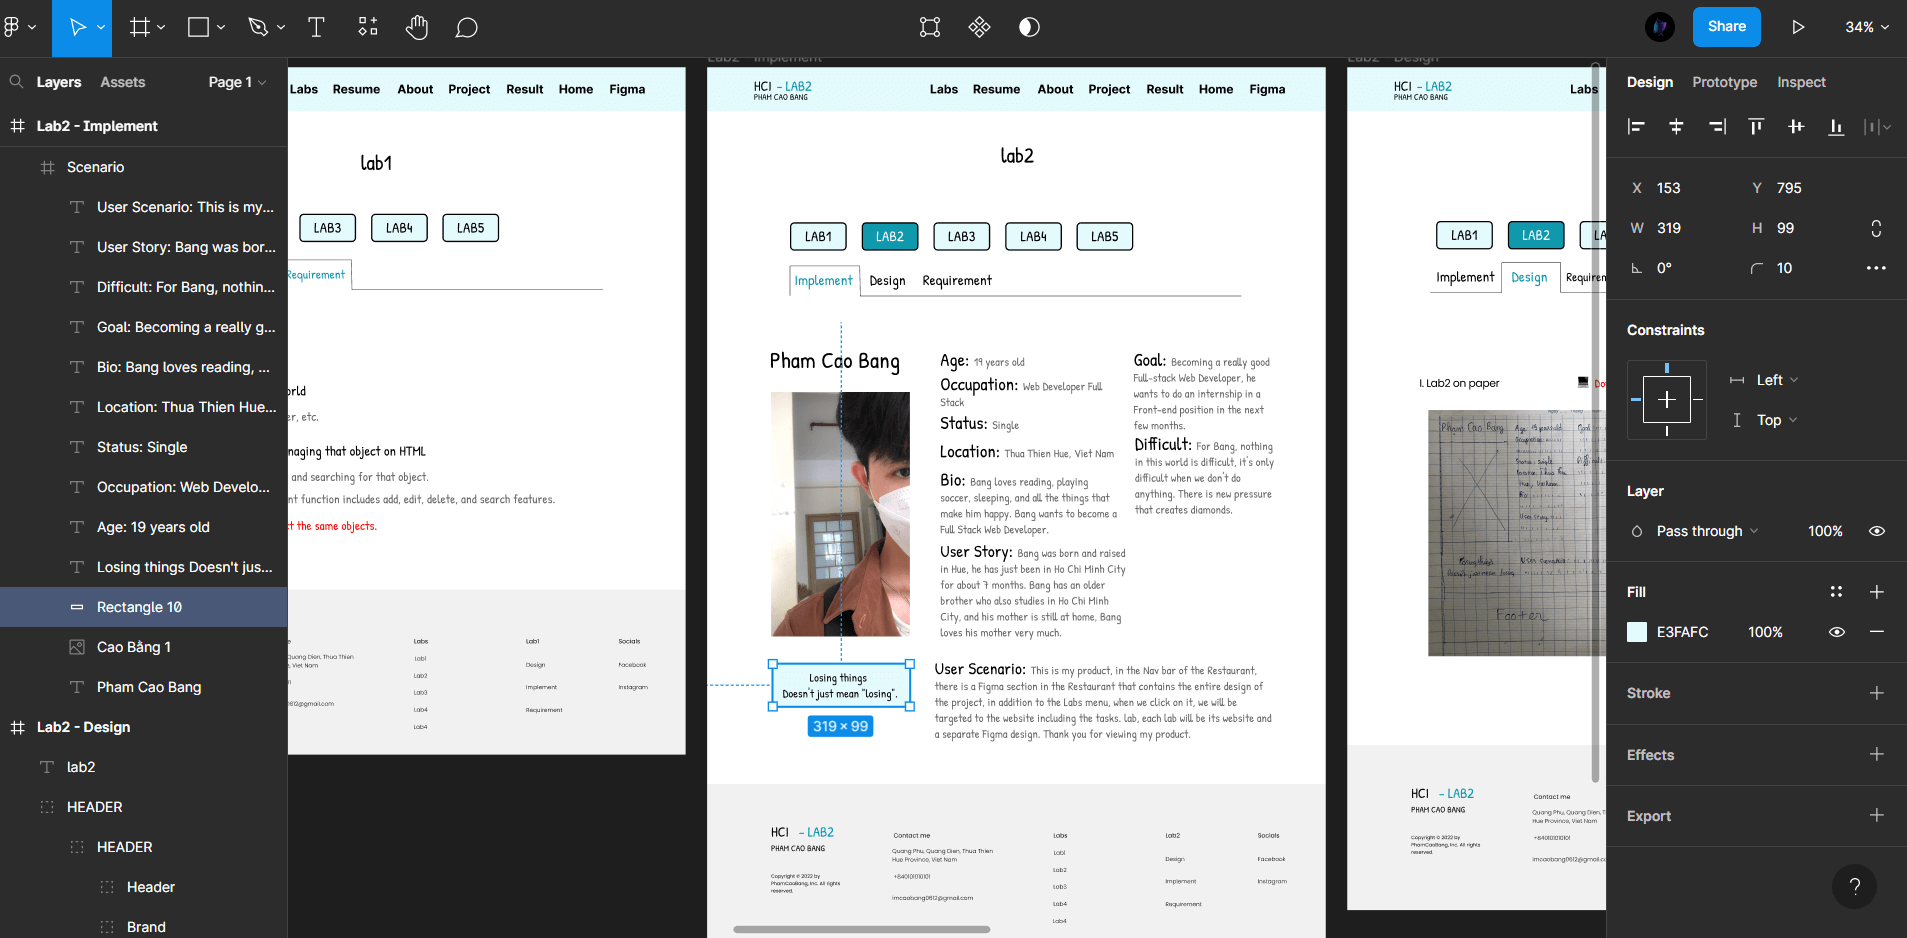 Share
34%
Layers
Assets
Page 1
Lab2 - Implement
Scenario
User Scenario: This is my...
User Story: Bang was bor...
Difficult: For Bang, nothin...
Goal: Becoming a really g...
Bio: Bang loves reading, ...
Location: Thua Thien Hue...
Status: Single
Occupation: Web Develo...
Age: 19 years old
Losing things Doesn't jus...
Rectangle 10
Cao Bằng 1
Pham Cao Bang
Lab2 - Design
lab2
HEADER
HEADER
Header
Brand
Labs Resume About Project Result Home Figma
lab1
LAB3 LAB4 LAB5
Requirement
orld
er, etc.
naging that object on HTML
and searching for that object.
nt function includes add, edit, delete, and search features.
ct the same objects.
Labs Lab1 Socials
Quang Dien, Thua Thien
, Viet Nam
0612@gmail.com
Lab1
Lab2
Lab3
Lab4
Lab4
Design
Implement
Requirement
Facebook
Instagram
Lab2 - Implement
HCI - LAB2
PHAM CAO BANG
Labs Resume About Project Result Home Figma
lab2
LAB1 LAB2 LAB3 LAB4 LAB5
Implement Design Requirement
Pham Cao Bang
Losing things
Doesn't just mean "losing".
319 × 99
Age: 19 years old
Occupation: Web Developer Full
Stack
Status: Single
Location: Thua Thien Hue, Viet Nam
Bio: Bang loves reading, playing
soccer, sleeping, and all the things that
make him happy. Bang wants to become a
Full Stack Web Developer.
User Story: Bang was born and raised
in Hue, he has just been in Ho Chi Minh City
for about 7 months. Bang has an older
brother who also studies in Ho Chi Minh
City, and his mother is still at home, Bang
loves his mother very much.
Goal: Becoming a really good
Full-stack Web Developer, he
wants to do an internship in a
Front-end position in the next
few months.
Difficult: For Bang, nothing
in this world is difficult, it's only
difficult when we don't do
anything. There is new pressure
that creates diamonds.
User Scenario: This is my product, in the Nav bar of the Restaurant,
there is a Figma section in the Restaurant that contains the entire design of
the project, in addition to the Labs menu, when we click on it, we will be
targeted to the website including the tasks. lab, each lab will be its website and
a separate Figma design. Thank you for viewing my product.
HCI - LAB2
PHAM CAO BANG
Copyright © 2022 by
PhamCaoBang, Inc. All rights
reserved.
Contact me
Quang Phu, Quang Dien, Thua Thien
Hue Province, Viet Nam
+840101010101
imcaobang0612@gmail.com
Labs
Lab1
Lab2
Lab3
Lab4
Lab4
Lab2
Design
Implement
Requirement
Socials
Facebook
Instagram
Lab2 - Design
HCI - LAB2
PHAM CAO BANG
Labs
LAB1 LAB2 LA
Implement Design Requirem
1. Lab2 on paper
Do
Pham Cao Bang
Footer
HCI - LAB2
PHAM CAO BANG
Copyright © 2022 by
PhamCaoBang, Inc. All rights
reserved.
Contact me
Quang Phu, Quang Dien, T
Hue Province, Viet Nam
+840101010101
imcaobang0612@gmail.co
Design
Prototype
Inspect
X 153 Y 795
W 319 H 99
0° 10
Constraints
Left
Top
Layer
Pass through 100%
Fill
E3FAFC 100%
Stroke
Effects
Export
?